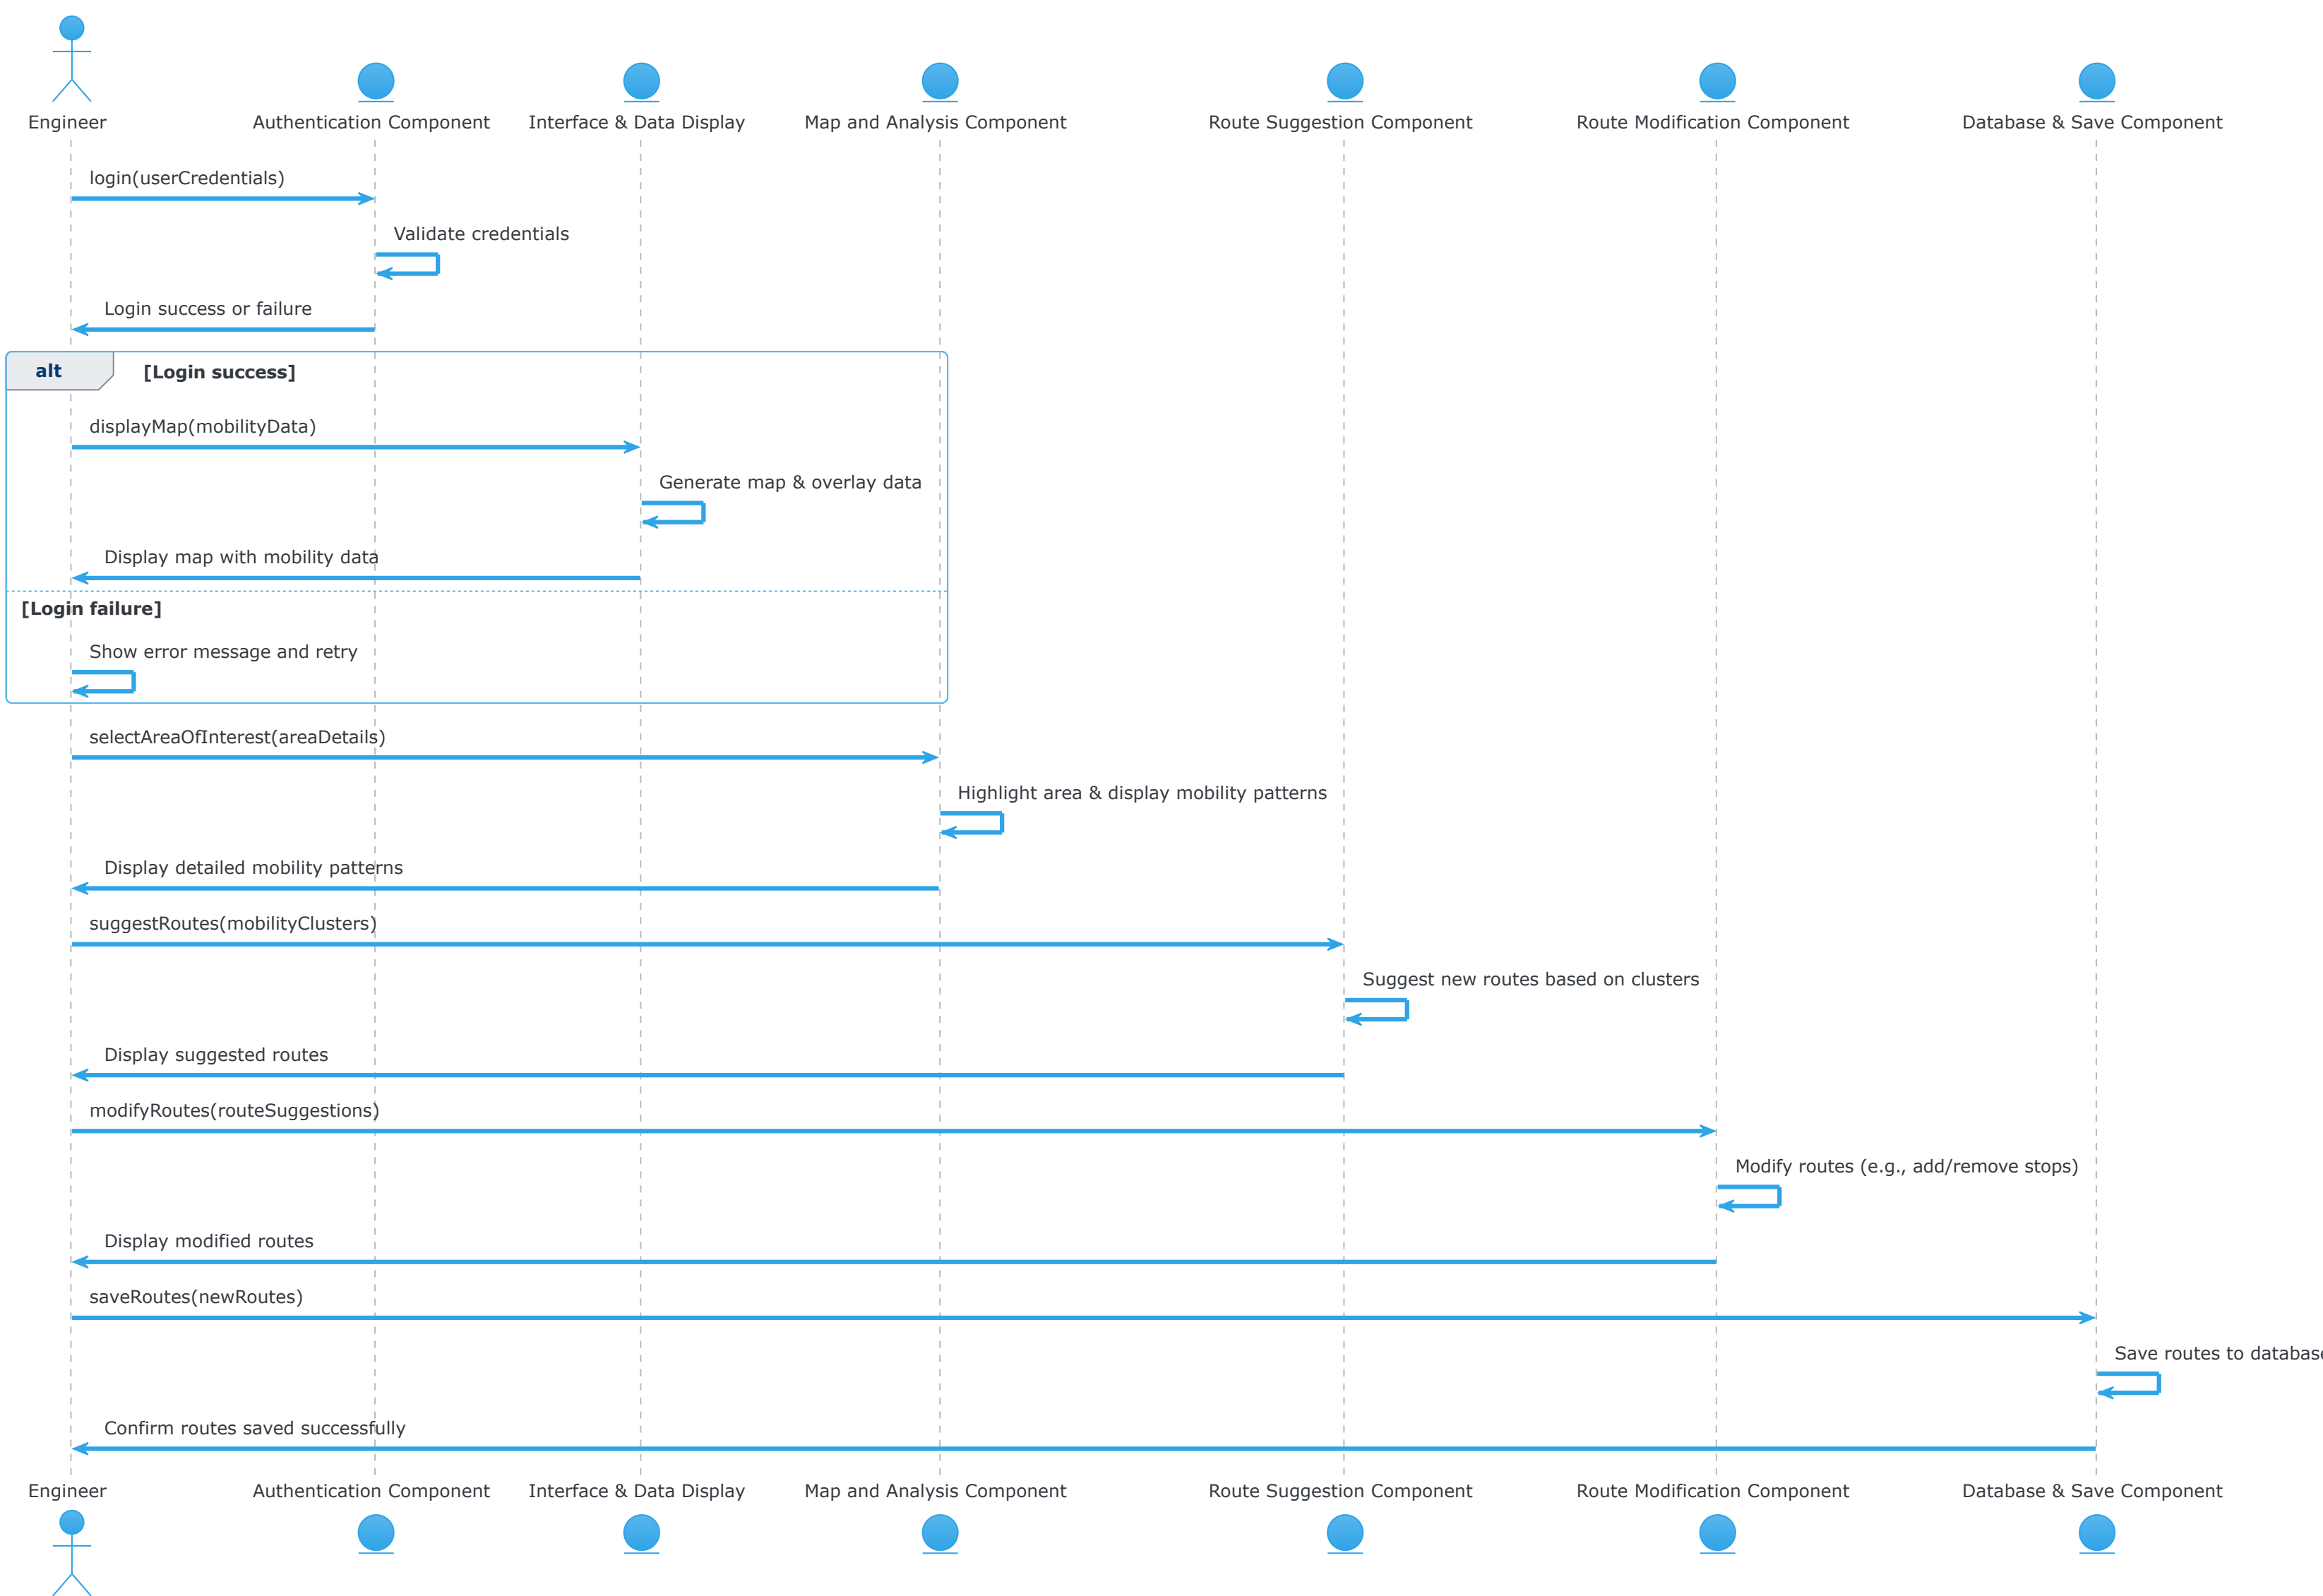 Engineer
Authentication Component
Interface & Data Display
Map and Analysis Component
Route Suggestion Component
Route Modification Component
Database & Save Component
login(userCredentials)
Validate credentials
Login success or failure
alt
[Login success]
displayMap(mobilityData)
Generate map & overlay data
Display map with mobility data
[Login failure]
Show error message and retry
selectAreaOfInterest(areaDetails)
Highlight area & display mobility patterns
Display detailed mobility patterns
suggestRoutes(mobilityClusters)
Suggest new routes based on clusters
Display suggested routes
modifyRoutes(routeSuggestions)
Modify routes (e.g., add/remove stops)
Display modified routes
saveRoutes(newRoutes)
Save routes to database
Confirm routes saved successfully
Engineer
Authentication Component
Interface & Data Display
Map and Analysis Component
Route Suggestion Component
Route Modification Component
Database & Save Component